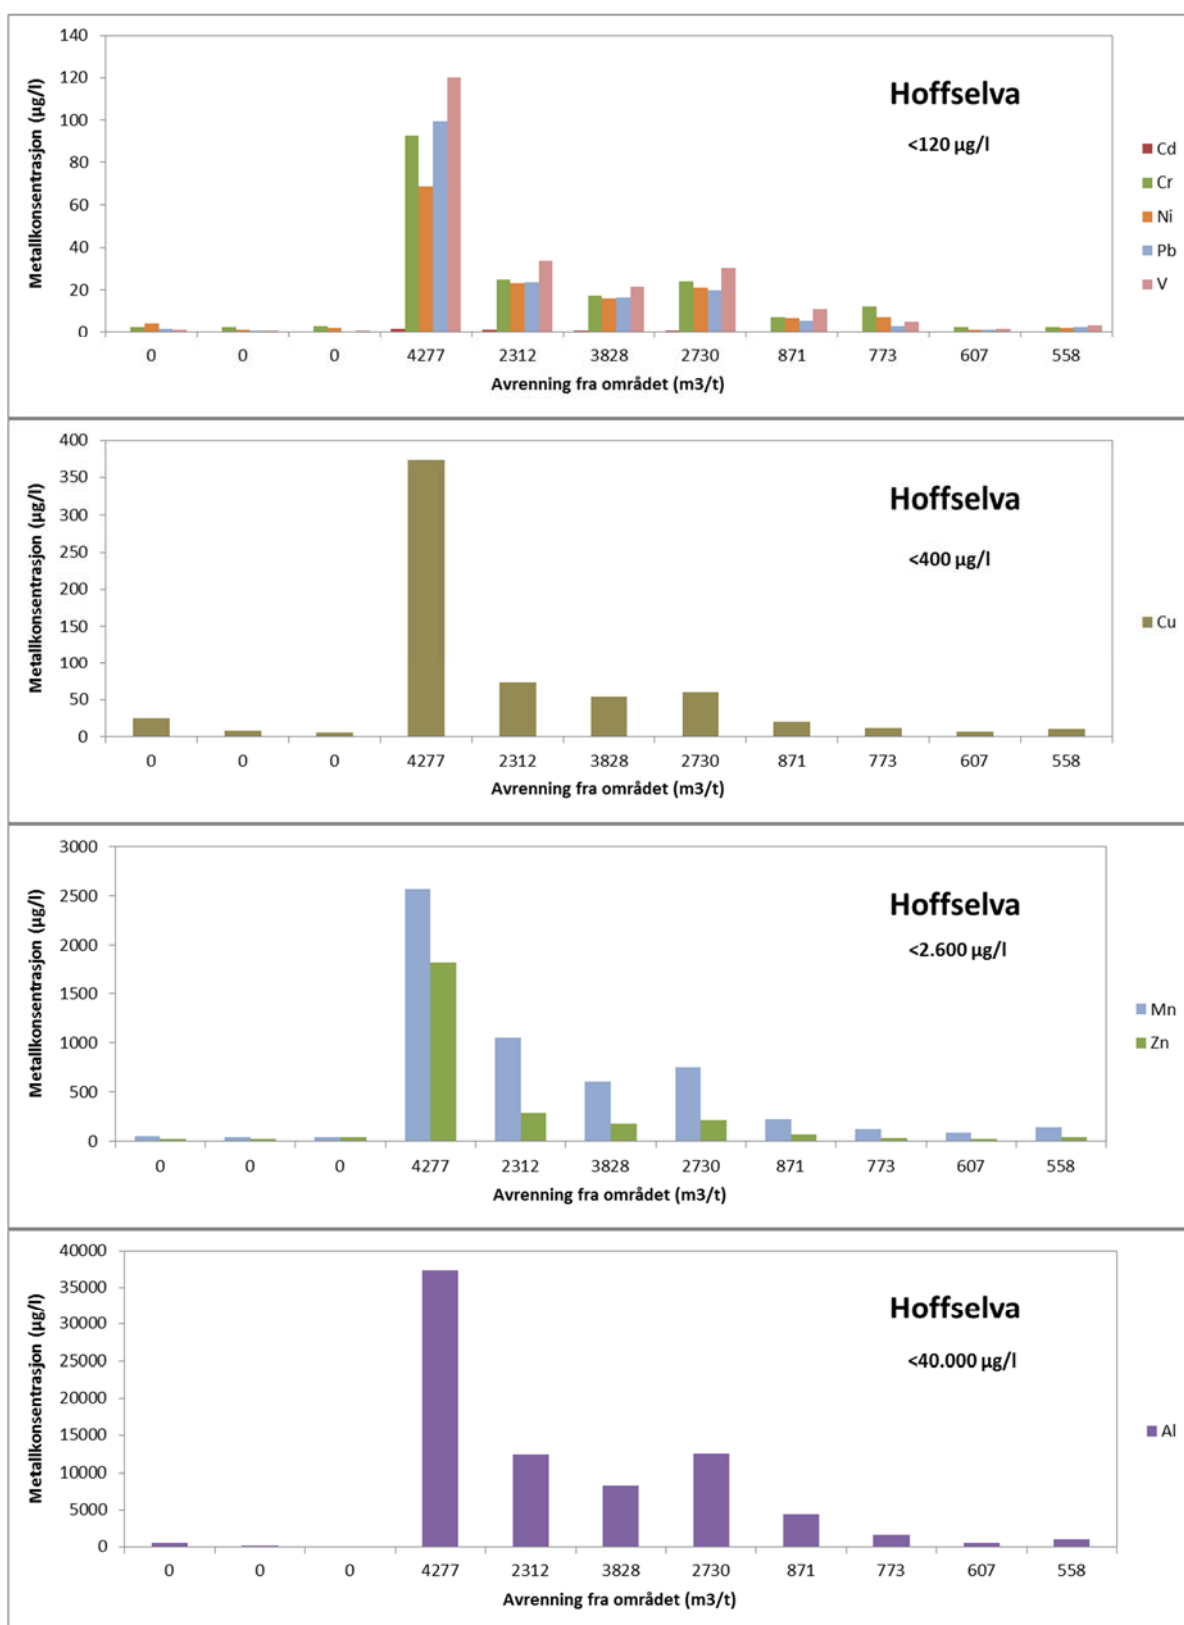 140
120
100
80
60
40
20
0
Metallkonsentrasjon (µg/l)
Hoffselva
<120 µg/l
Cd
Cr
Ni
Pb
V
0 0 0 4277 2312 3828 2730 871 773 607 558
Avrenning fra området (m3/t)
400
350
300
250
200
150
100
50
0
Metallkonsentrasjon (µg/l)
Hoffselva
<400 µg/l
Cu
0 0 0 4277 2312 3828 2730 871 773 607 558
Avrenning fra området (m3/t)
3000
2500
2000
1500
1000
500
0
Metallkonsentrasjon (µg/l)
Hoffselva
<2.600 µg/l
Mn
Zn
0 0 0 4277 2312 3828 2730 871 773 607 558
Avrenning fra området (m3/t)
40000
35000
30000
25000
20000
15000
10000
5000
0
Metallkonsentrasjon (µg/l)
Hoffselva
<40.000 µg/l
Al
0 0 0 4277 2312 3828 2730 871 773 607 558
Avrenning fra området (m3/t)